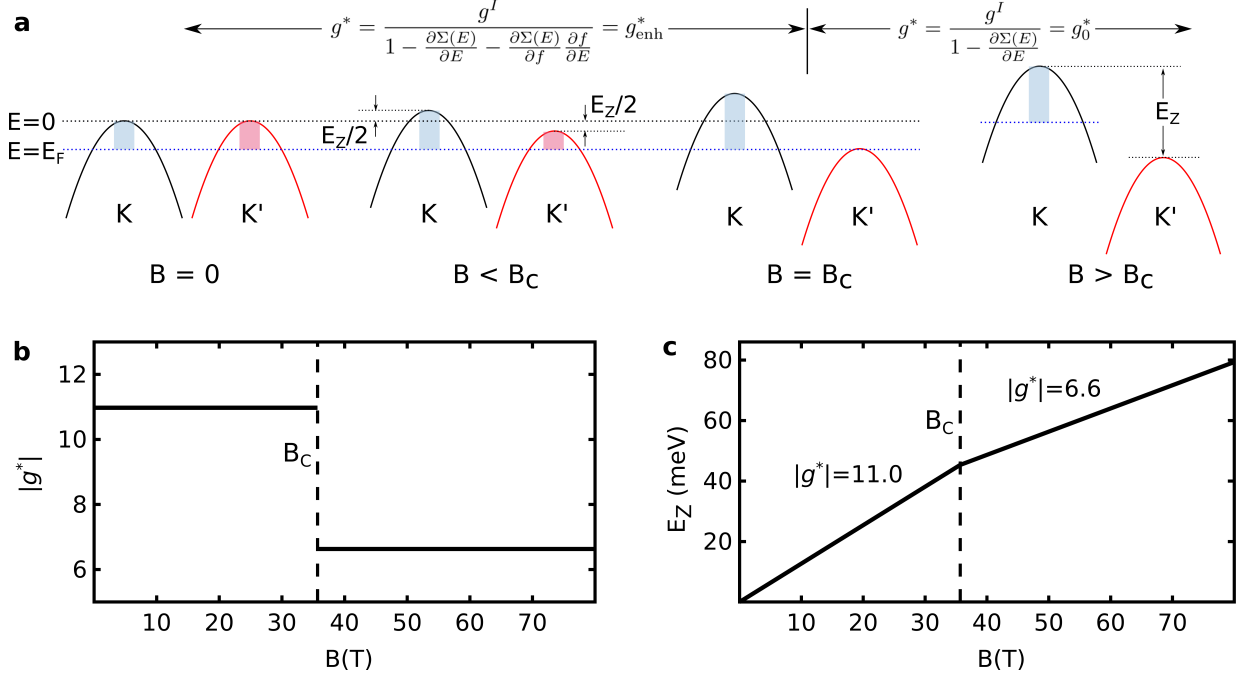 a
g* = g^I / (1 − ∂Σ(E)/∂E − ∂Σ(E)/∂f ∂f/∂E) = g*_enh
g* = g^I / (1 − ∂Σ(E)/∂E) = g*_0
E=0
E=E_F
E_Z/2
E_Z/2
E_Z
K K' K K' K K' K K'
B = 0 B < B_C B = B_C B > B_C
b
|g*|
12
10
8
6
B_C
10 20 30 40 50 60 70
B(T)
c
E_Z (meV)
80
60
40
20
|g*|=6.6
B_C
|g*|=11.0
10 20 30 40 50 60 70
B(T)